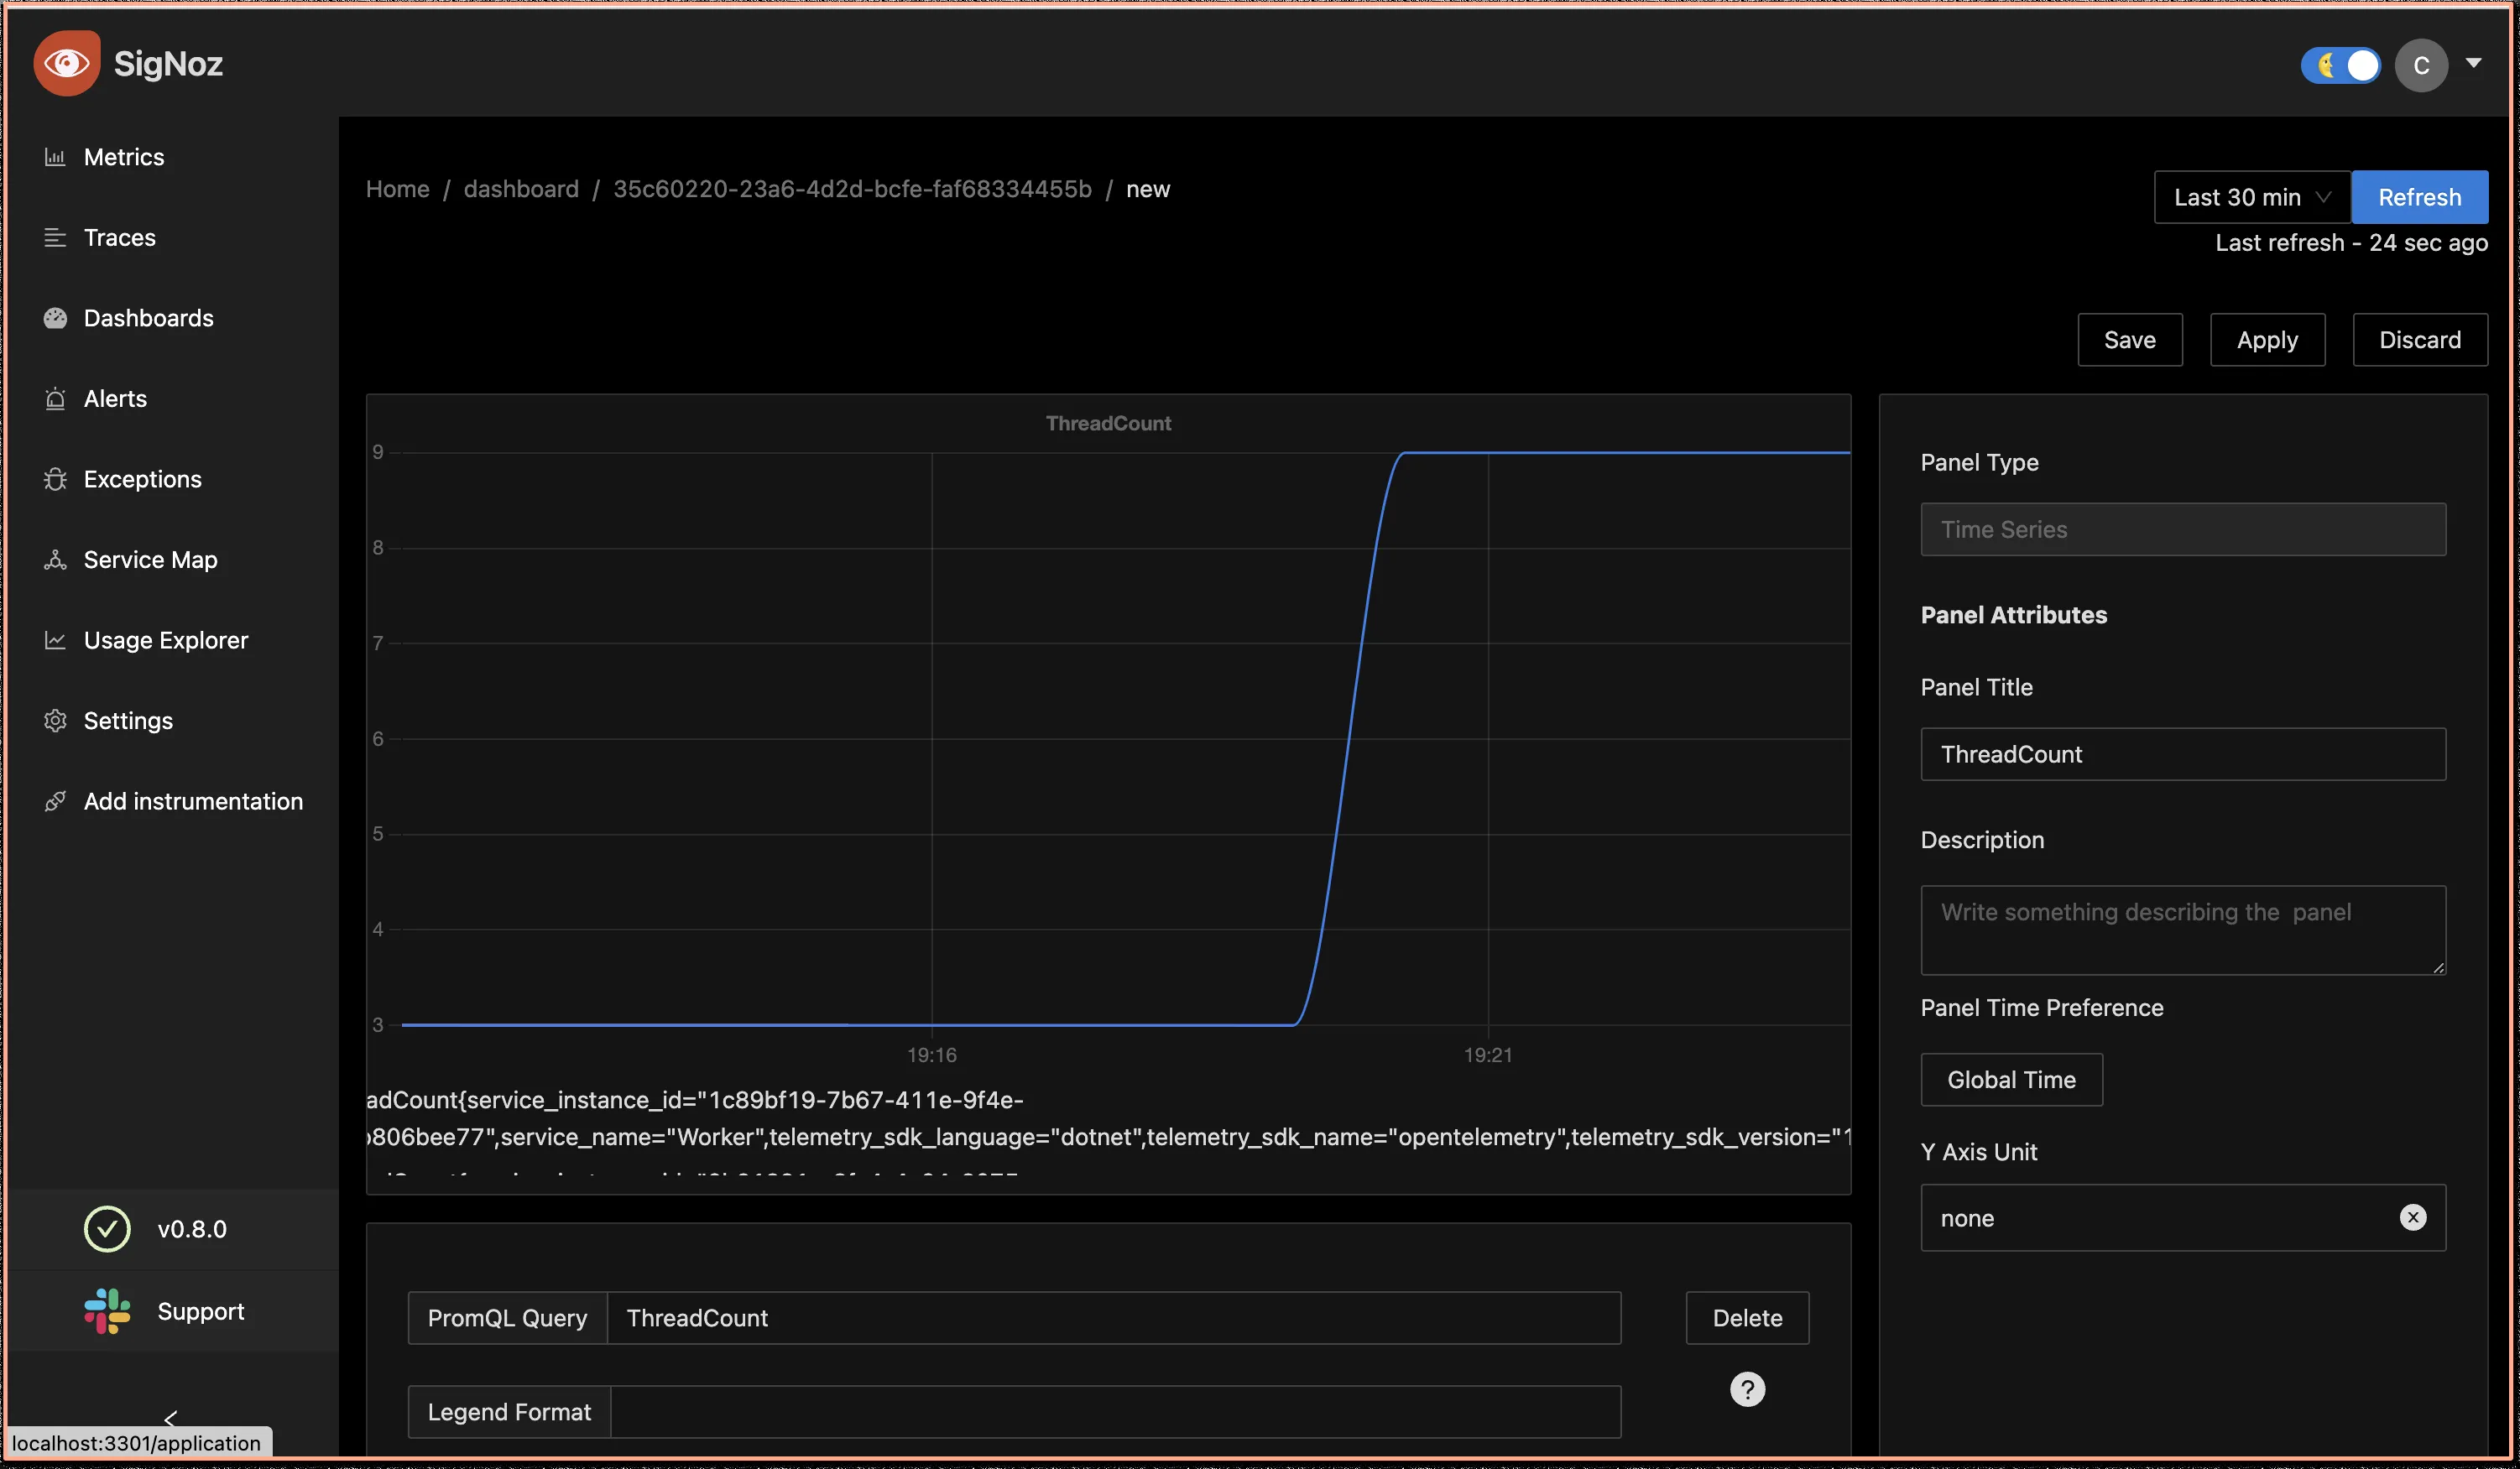 SigNoz
C
Metrics
Traces
Dashboards
Alerts
Exceptions
Service Map
Usage Explorer
Settings
Add instrumentation
v0.8.0
Support
localhost:3301/application
Home / dashboard / 35c60220-23a6-4d2d-bcfe-faf68334455b / new
Last 30 min
Refresh
Last refresh - 24 sec ago
Save
Apply
Discard
ThreadCount
9
8
7
6
5
4
3
19:16
19:21
adCount{service_instance_id="1c89bf19-7b67-411e-9f4e-
806bee77",service_name="Worker",telemetry_sdk_language="dotnet",telemetry_sdk_name="opentelemetry",telemetry_sdk_version="1
PromQL Query
ThreadCount
Delete
?
Legend Format
Panel Type
Time Series
Panel Attributes
Panel Title
ThreadCount
Description
Write something describing the panel
Panel Time Preference
Global Time
Y Axis Unit
none